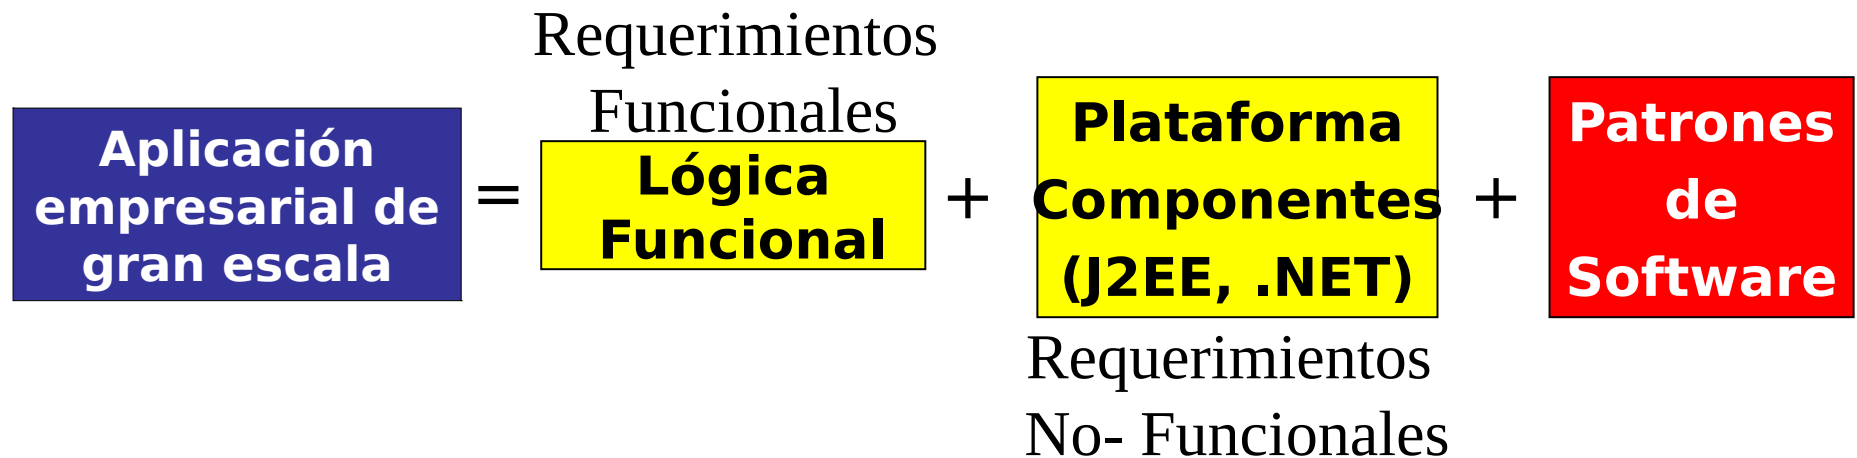 Requerimientos
Funcionales
Aplicación
empresarial de
gran escala
=
Lógica
Funcional
+
Plataforma
Componentes
(J2EE, .NET)
+
Patrones
de
Software
Requerimientos
No- Funcionales